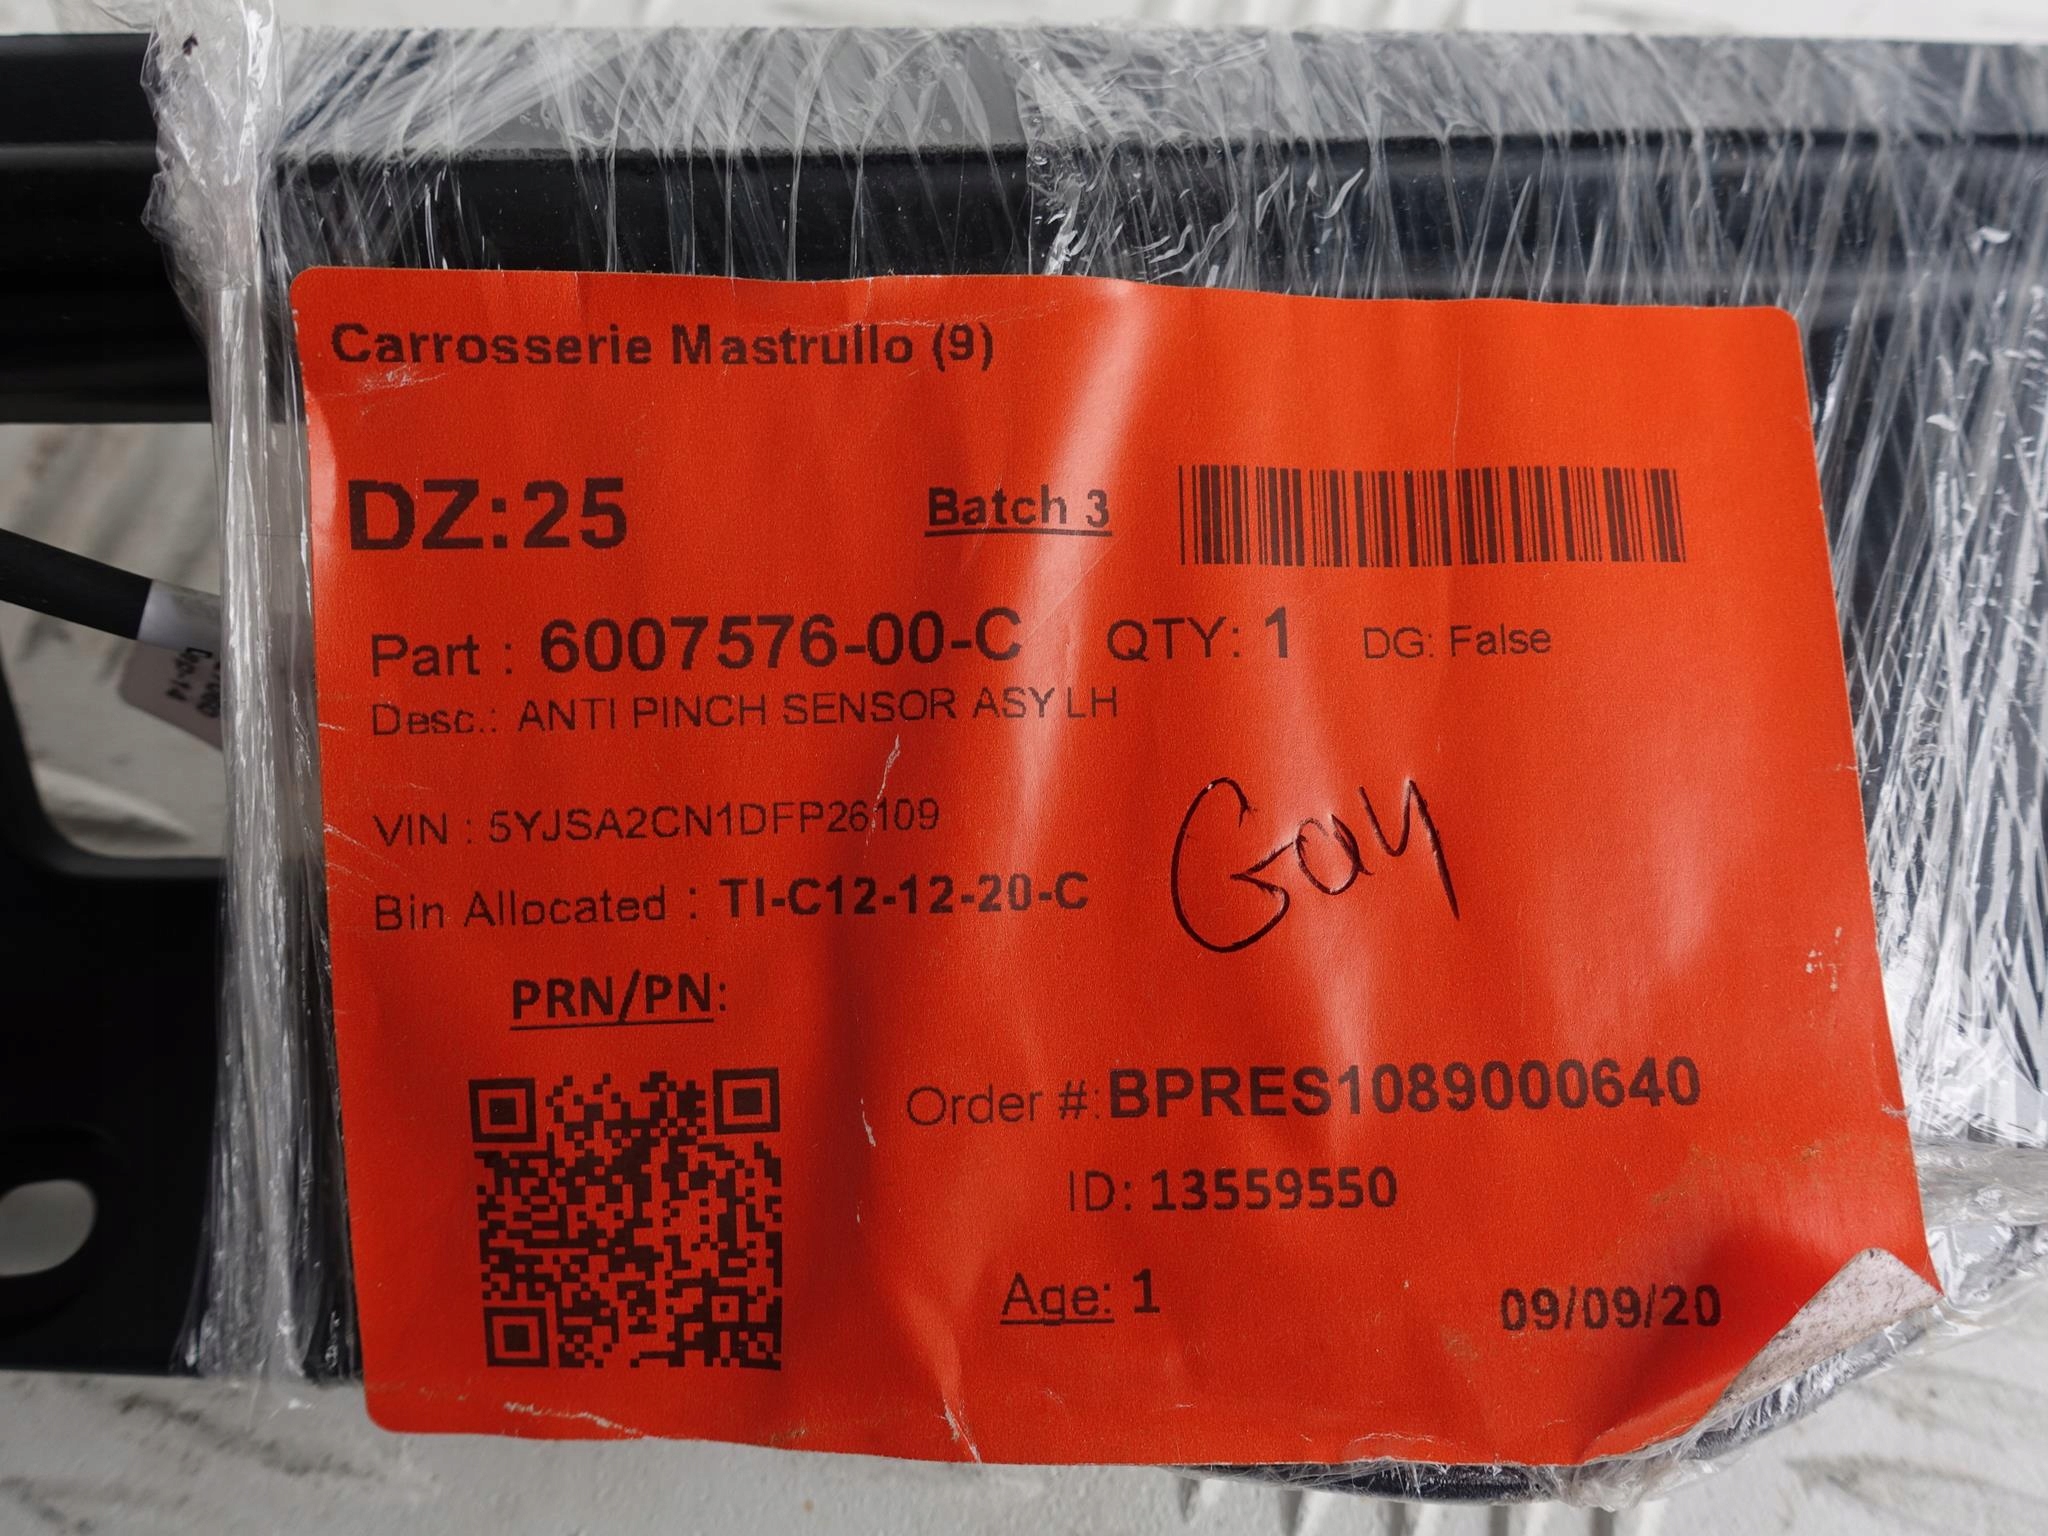 Carrosserie Mastrullo (9)
DZ:25
Batch 3
Part : 6007576-00-C QTY: 1 DG: False
Desc.: ANTI PINCH SENSOR ASY LH
VIN : 5YJSA2CN1DFP26109
Gay
Bin Allocated : TI-C12-12-20-C
PRN/PN:
Order #: BPRES1089000640
ID: 13559550
Age: 1
09/09/20